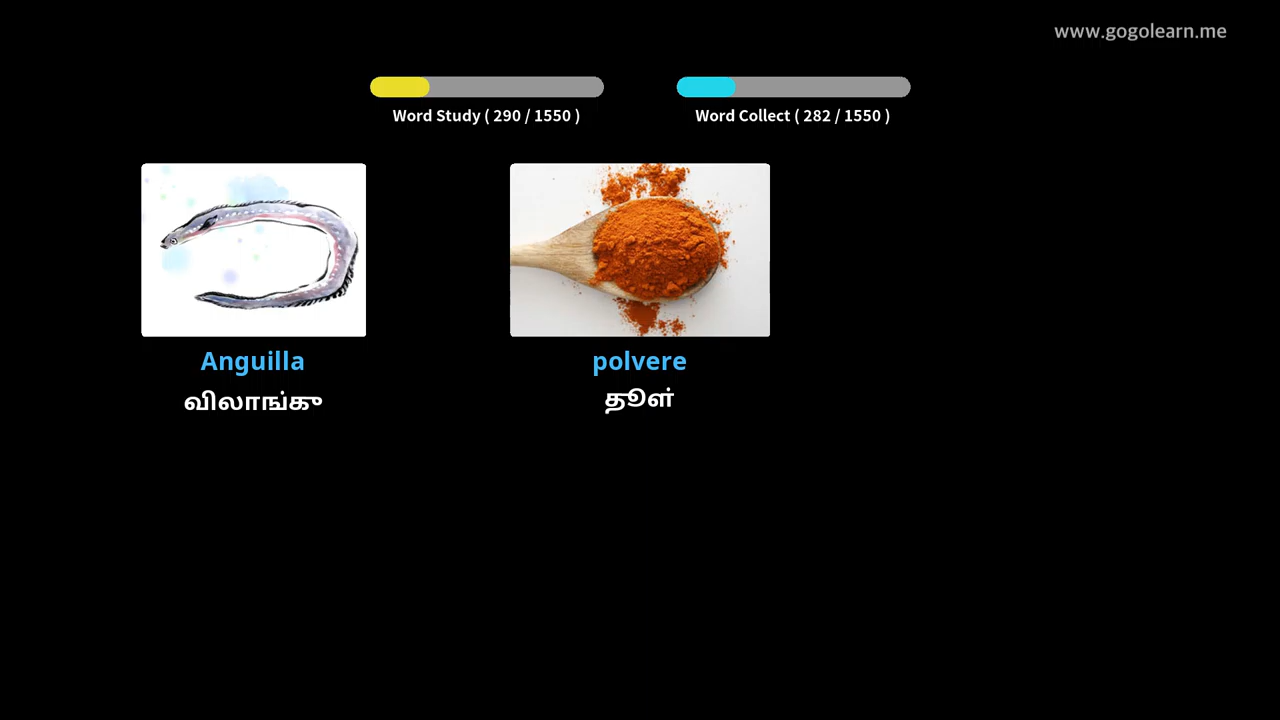 www.gogolearn.me
Word Study ( 290 / 1550 )
Word Collect ( 282 / 1550 )
Anguilla
விலாங்கு
polvere
தூள்